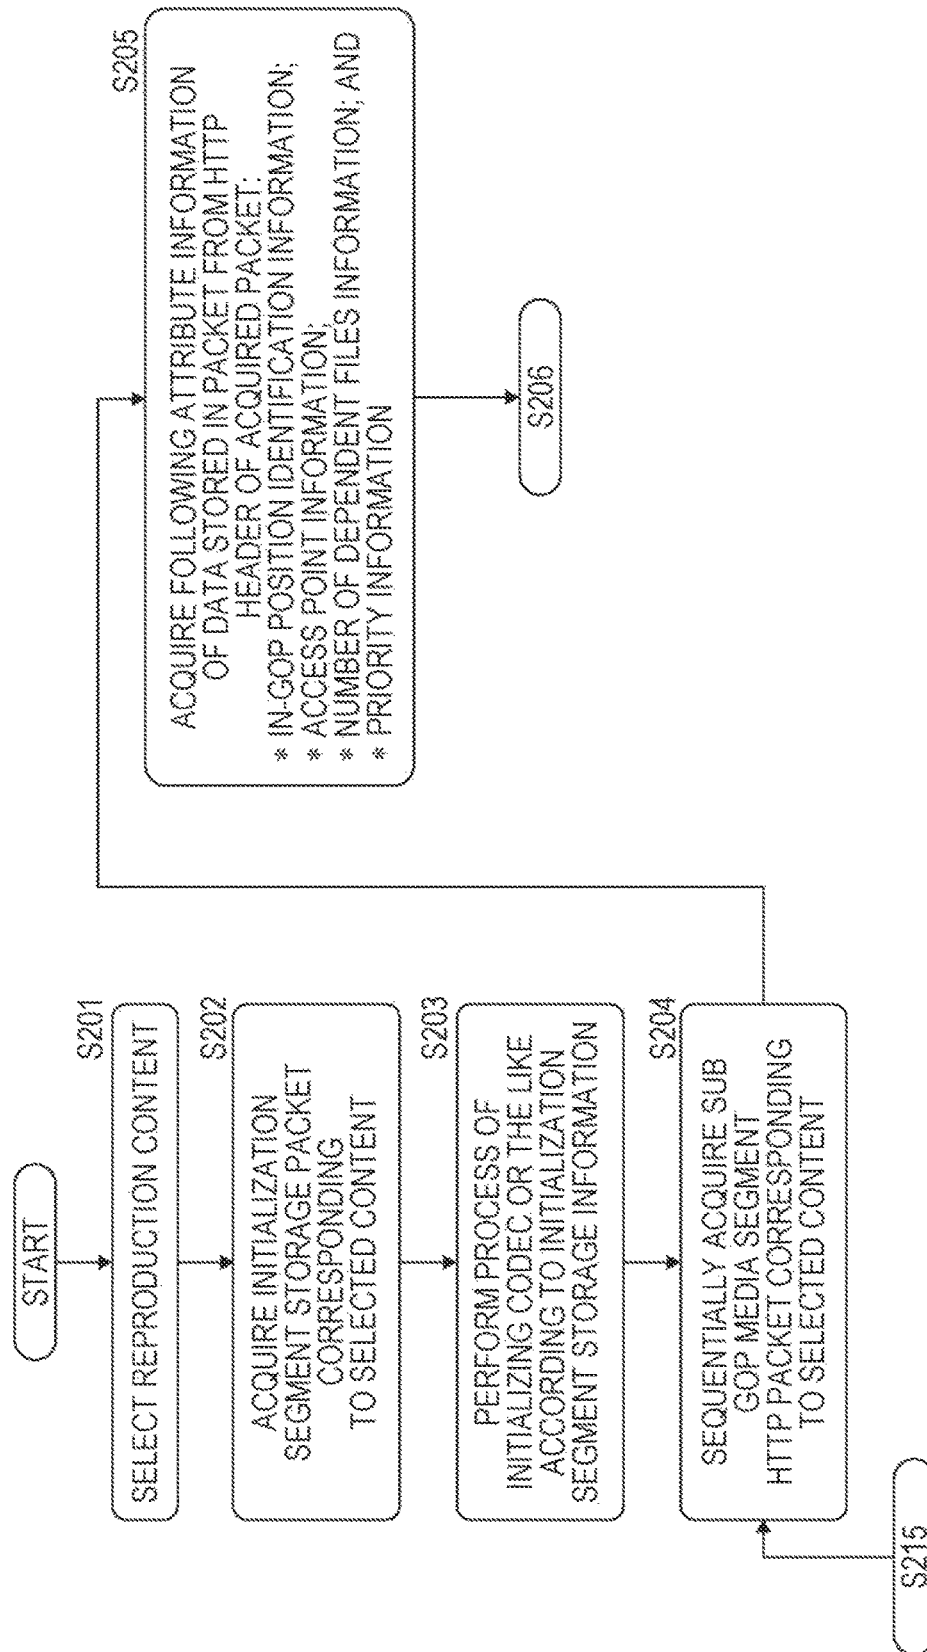 START
S201
SELECT REPRODUCTION CONTENT
S202
ACQUIRE INITIALIZATION
SEGMENT STORAGE PACKET
CORRESPONDING
TO SELECTED CONTENT
S203
PERFORM PROCESS OF
INITIALIZING CODEC OR THE LIKE
ACCORDING TO INITIALIZATION
SEGMENT STORAGE INFORMATION
S204
SEQUENTIALLY ACQUIRE SUB
GOP MEDIA SEGMENT
HTTP PACKET CORRESPONDING
TO SELECTED CONTENT
S215
S205
ACQUIRE FOLLOWING ATTRIBUTE INFORMATION
OF DATA STORED IN PACKET FROM HTTP
HEADER OF ACQUIRED PACKET:
* IN-GOP POSITION IDENTIFICATION INFORMATION;
* ACCESS POINT INFORMATION;
* NUMBER OF DEPENDENT FILES INFORMATION; AND
* PRIORITY INFORMATION
S206